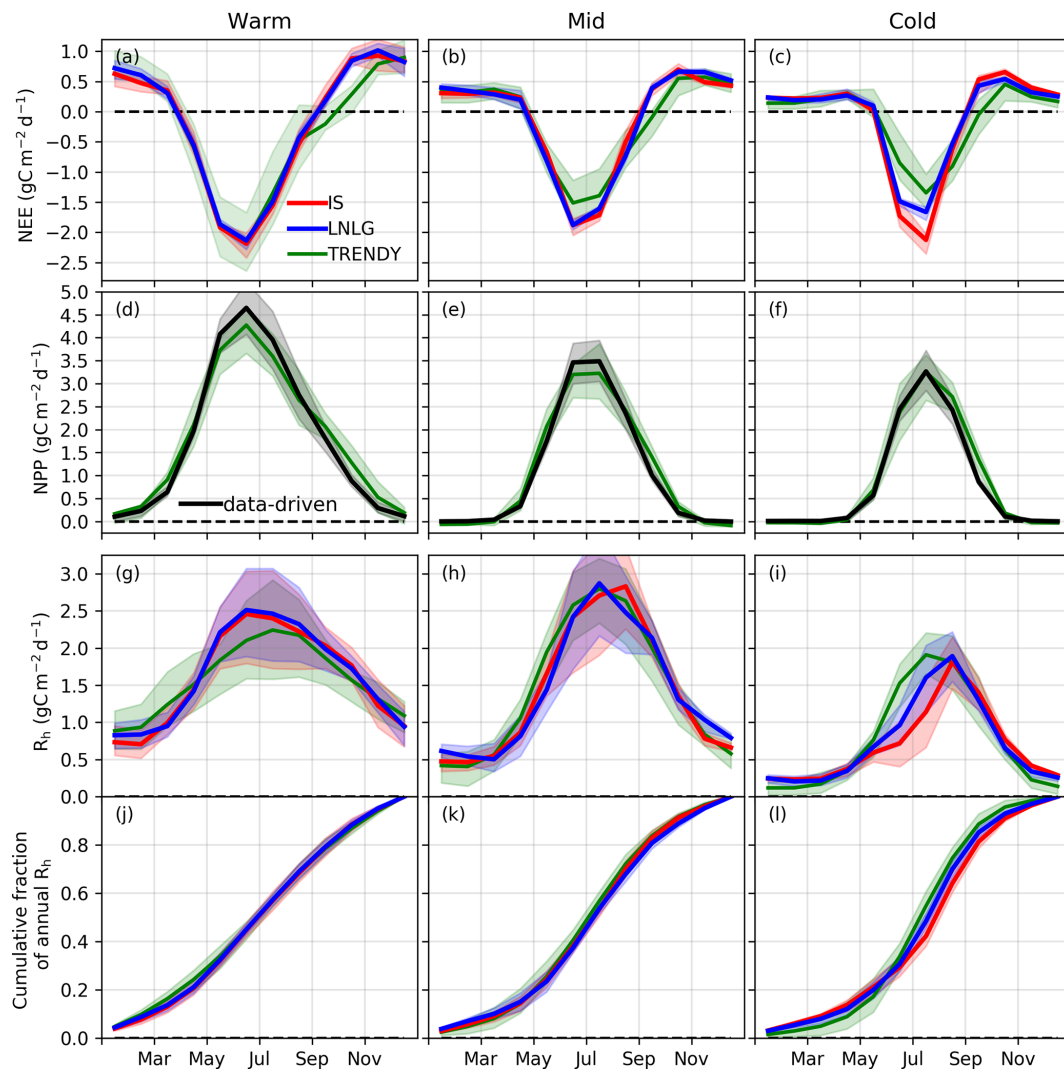 Warm Mid Cold
(a) (b) (c)
1.0
0.5
0.0
−0.5
−1.0
−1.5
−2.0
−2.5
NEE (gC m−2 d−1)
IS
LNLG
TRENDY
(d) (e) (f)
5.0
4.5
4.0
3.5
3.0
2.5
2.0
1.5
1.0
0.5
0.0
NPP (gC m−2 d−1)
data-driven
(g) (h) (i)
3.0
2.5
2.0
1.5
1.0
0.5
0.0
Rh (gC m−2 d−1)
(j) (k) (l)
0.8
0.6
0.4
0.2
0.0
Cumulative fraction
of annual Rh
Mar May Jul Sep Nov Mar May Jul Sep Nov Mar May Jul Sep Nov